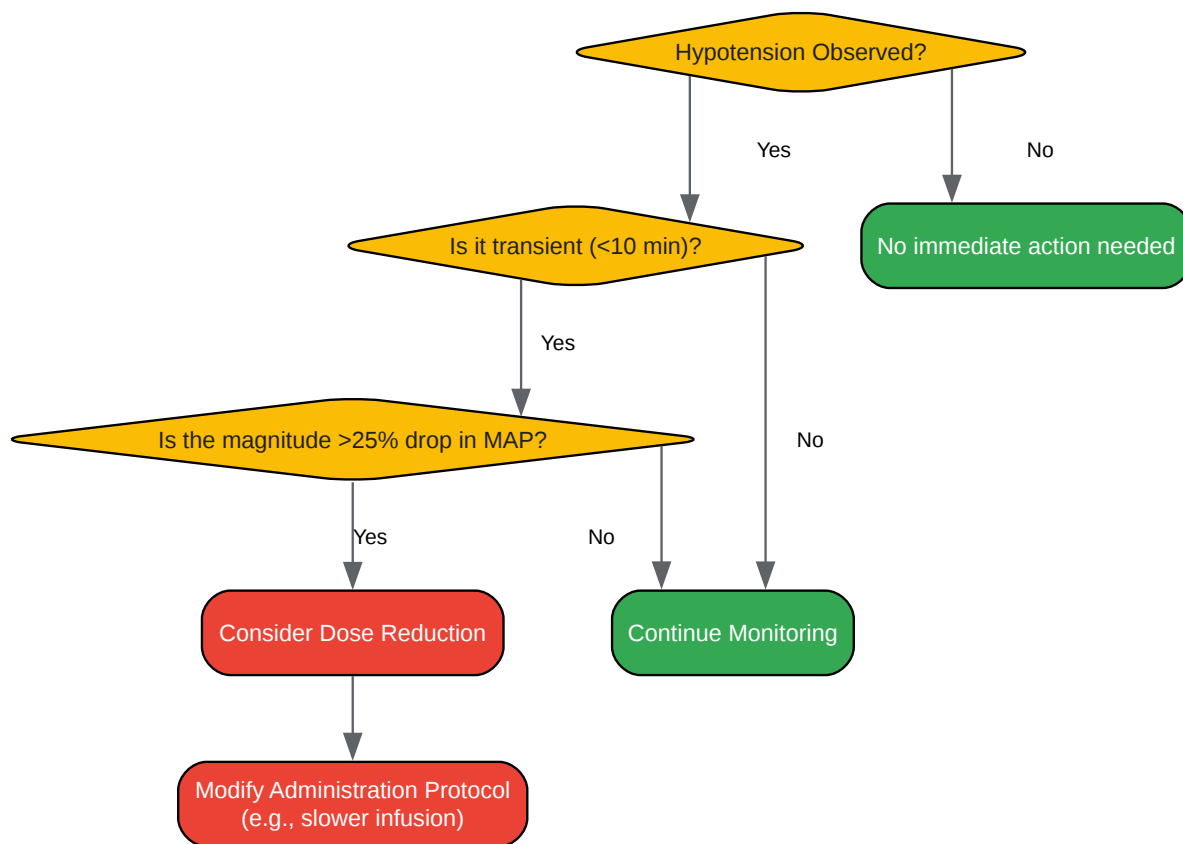 Hypotension Observed?
Yes
No
Is it transient (<10 min)?
No immediate action needed
Yes
Is the magnitude >25% drop in MAP?
No
Yes
No
Consider Dose Reduction
Continue Monitoring
Modify Administration Protocol
(e.g., slower infusion)